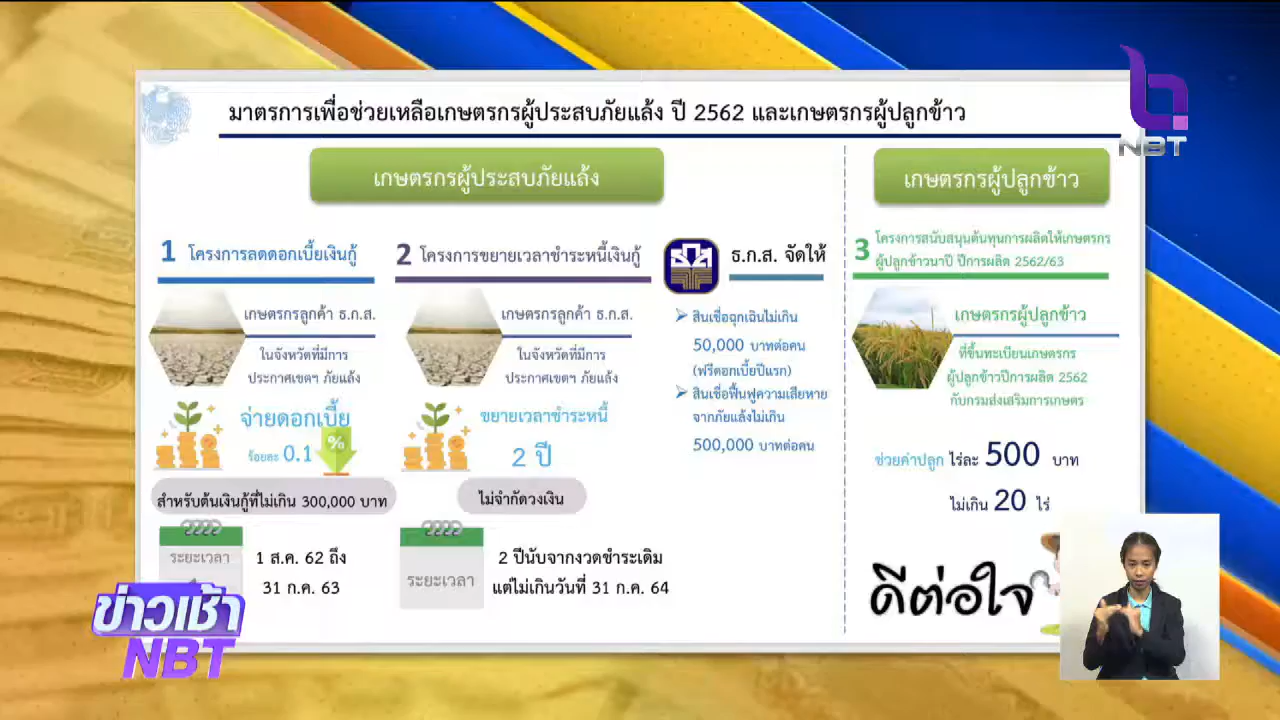 มาตรการเพื่อช่วยเหลือเกษตรกรผู้ประสบภัยแล้ง ปี 2562 และเกษตรกรผู้ปลูกข้าว
NBT
เกษตรกรผู้ประสบภัยแล้ง
1 โครงการลดดอกเบี้ยเงินกู้
เกษตรกรลูกค้า ธ.ก.ส.
ในจังหวัดที่มีการ
ประกาศเขตฯ ภัยแล้ง
จ่ายดอกเบี้ย
ร้อยละ 0.1
%
สำหรับต้นเงินกู้ที่ไม่เกิน 300,000 บาท
ระยะเวลา
1 ส.ค. 62 ถึง
31 ก.ค. 63
2 โครงการขยายเวลาชำระหนี้เงินกู้
เกษตรกรลูกค้า ธ.ก.ส.
ในจังหวัดที่มีการ
ประกาศเขตฯ ภัยแล้ง
ขยายเวลาชำระหนี้
2 ปี
ไม่จำกัดวงเงิน
ระยะเวลา
2 ปีนับจากงวดชำระเดิม
แต่ไม่เกินวันที่ 31 ก.ค. 64
ธ.ก.ส. จัดให้
สินเชื่อฉุกเฉินไม่เกิน
50,000 บาทต่อคน
(ฟรีดอกเบี้ยปีแรก)
สินเชื่อฟื้นฟูความเสียหาย
จากภัยแล้งไม่เกิน
500,000 บาทต่อคน
เกษตรกรผู้ปลูกข้าว
3 โครงการสนับสนุนต้นทุนการผลิตให้เกษตรกร
ผู้ปลูกข้าวนาปี ปีการผลิต 2562/63
เกษตรกรผู้ปลูกข้าว
ที่ขึ้นทะเบียนเกษตรกร
ผู้ปลูกข้าวปีการผลิต 2562
กับกรมส่งเสริมการเกษตร
ช่วยค่าปลูก ไร่ละ 500 บาท
ไม่เกิน 20 ไร่
ดีต่อใจ
ข่าวเช้า
NBT